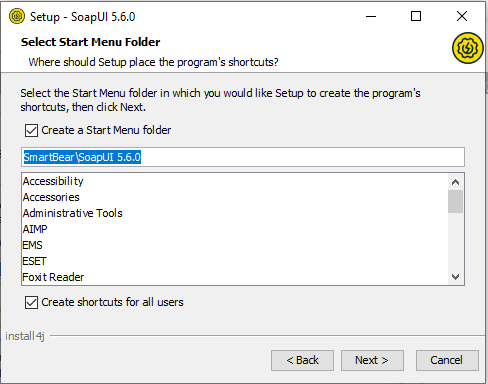 Setup - SoapUI 5.6.0
Select Start Menu Folder
Where should Setup place the program's shortcuts?
Select the Start Menu folder in which you would like Setup to create the program's
shortcuts, then click Next.
Create a Start Menu folder
SmartBear\SoapUI 5.6.0
Accessibility
Accessories
Administrative Tools
AIMP
EMS
ESET
Foxit Reader
Create shortcuts for all users
install4j
< Back
Next >
Cancel